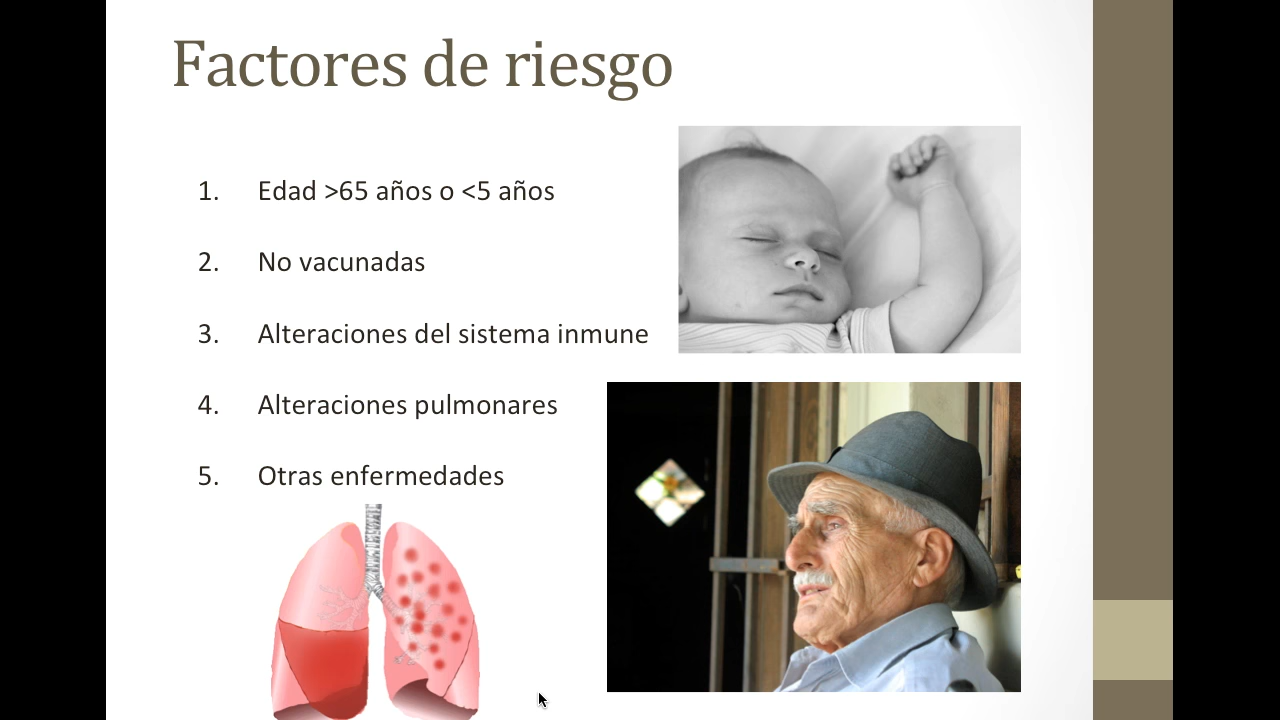 Factores de riesgo
1. Edad >65 años o <5 años
2. No vacunadas
3. Alteraciones del sistema inmune
4. Alteraciones pulmonares
5. Otras enfermedades